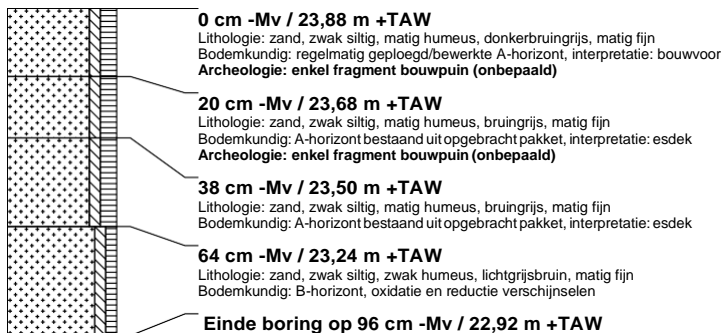 0 cm -Mv / 23,88 m +TAW
Lithologie: zand, zwak siltig, matig humeus, donkerbruingrijs, matig fijn
Bodemkundig: regelmatig geploegd/bewerkte A-horizont, interpretatie: bouwvoor
Archeologie: enkel fragment bouwpuin (onbepaald)
20 cm -Mv / 23,68 m +TAW
Lithologie: zand, zwak siltig, matig humeus, bruingrijs, matig fijn
Bodemkundig: A-horizont bestaand uit opgebracht pakket, interpretatie: esdek
Archeologie: enkel fragment bouwpuin (onbepaald)
38 cm -Mv / 23,50 m +TAW
Lithologie: zand, zwak siltig, matig humeus, bruingrijs, matig fijn
Bodemkundig: A-horizont bestaand uit opgebracht pakket, interpretatie: esdek
64 cm -Mv / 23,24 m +TAW
Lithologie: zand, zwak siltig, zwak humeus, lichtgrijsbruin, matig fijn
Bodemkundig: B-horizont, oxidatie en reductie verschijnselen
Einde boring op 96 cm -Mv / 22,92 m +TAW